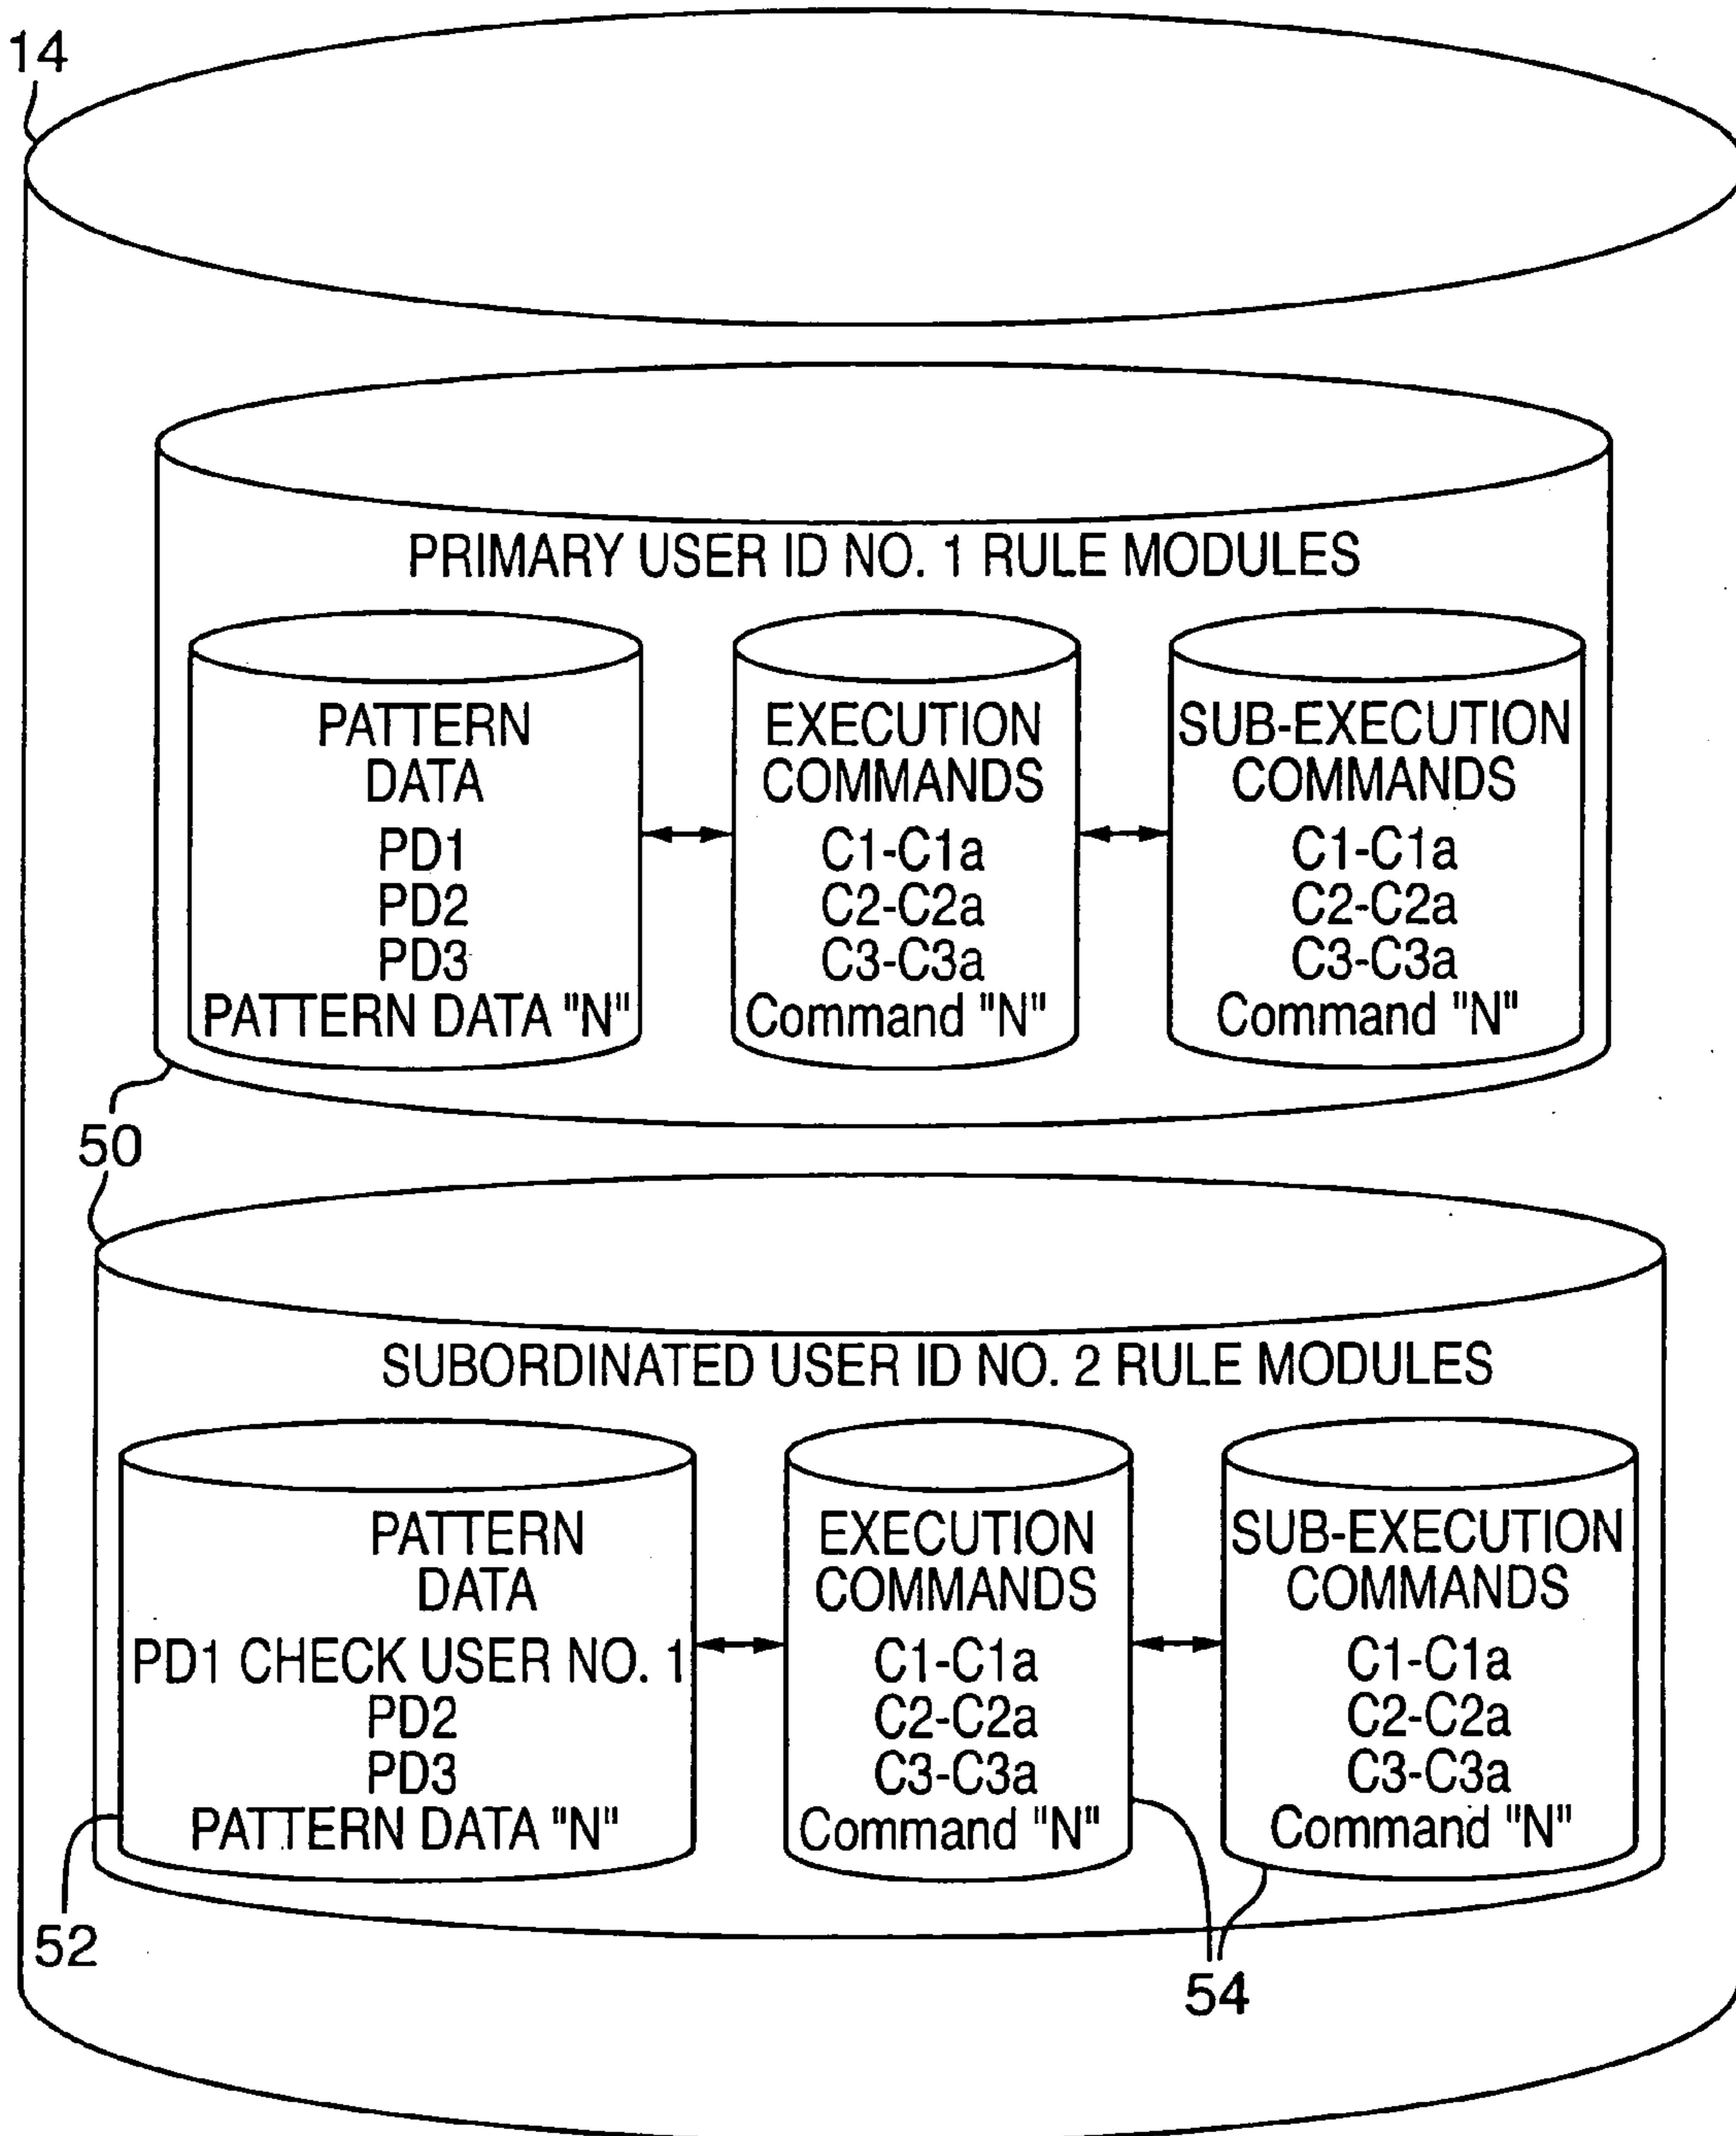 14
PRIMARY USER ID NO. 1 RULE MODULES
PATTERN
DATA
PD1
PD2
PD3
PATTERN DATA "N"
EXECUTION
COMMANDS
C1-C1a
C2-C2a
C3-C3a
Command "N"
SUB-EXECUTION
COMMANDS
C1-C1a
C2-C2a
C3-C3a
Command "N"
50
SUBORDINATED USER ID NO. 2 RULE MODULES
PATTERN
DATA
PD1 CHECK USER NO. 1
PD2
PD3
PATTERN DATA "N"
EXECUTION
COMMANDS
C1-C1a
C2-C2a
C3-C3a
Command "N"
SUB-EXECUTION
COMMANDS
C1-C1a
C2-C2a
C3-C3a
Command "N"
52
54